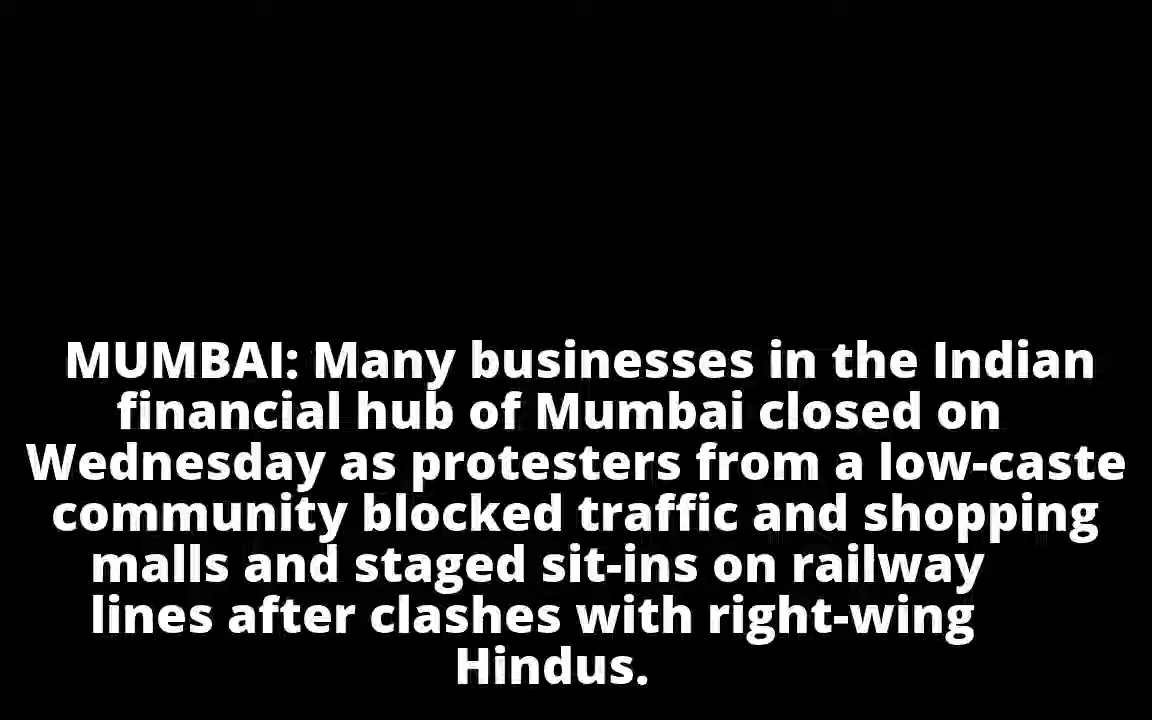 MUMBAI: Many businesses in the Indian
financial hub of Mumbai closed on
Wednesday as protesters from a low-caste
community blocked traffic and shopping
malls and staged sit-ins on railway
lines after clashes with right-wing
Hindus.